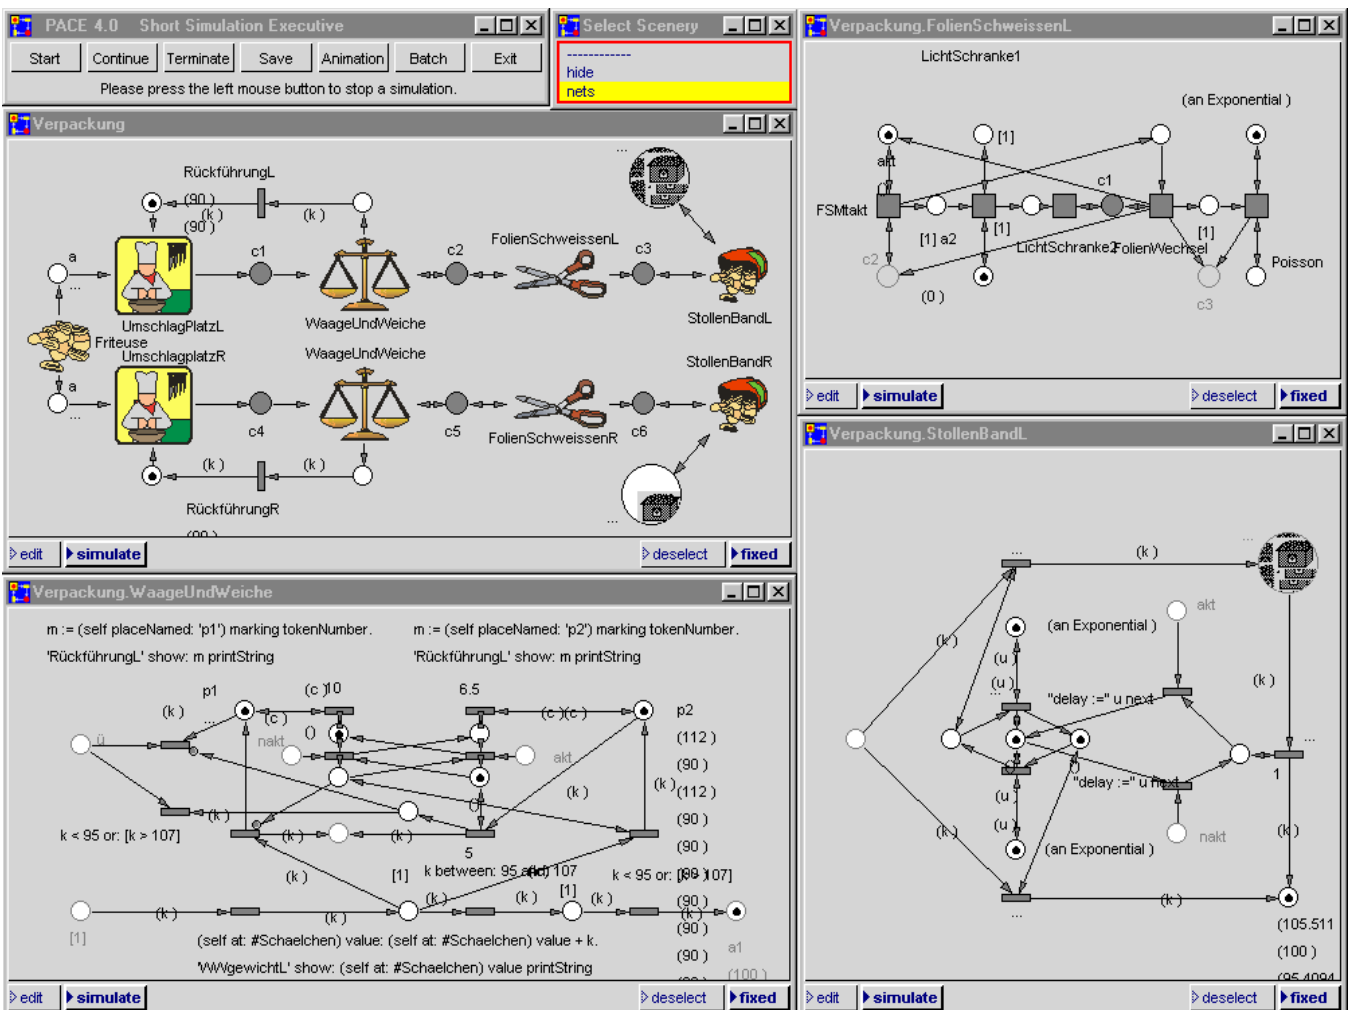 PACE 4.0 Short Simulation Executive
Start Continue Terminate Save Animation Batch Exit
Please press the left mouse button to stop a simulation.
Select Scenery
------------
hide
nets
Verpackung
RückführungL
(90 )
(k ) (k )
(90 )
a
...
c1 c2 FolienSchweissenL c3
...
UmschlagPlatzL WaageUndWeiche StollenBandL
Friteuse
UmschlagplatzR WaageUndWeiche StollenBandR
a
c4 c5 FolienSchweissenR c6
(k ) (k )
RückführungR
...
edit simulate deselect fixed
Verpackung.WaageUndWeiche
m := (self placeNamed: 'p1') marking tokenNumber. m := (self placeNamed: 'p2') marking tokenNumber.
'RückführungL' show: m printString 'RückführungL' show: m printString
p1 (c ) 10 6.5
(k ) (c ) (c )(c ) p2
...
ü nakt () akt
(112 )
(90 )
(112 )
(90 )
(90 )
(90 )
(90 )
(90 )
(k ) (k ) (k )
()
k < 95 or: [k > 107] (k ) (k )
5
(k ) [1] k between: 95 and: 107 k < 95 or: [k > 107]
[1]
(k ) (k ) (k ) (k ) (k )
[1]
(self at: #Schaelchen) value: (self at: #Schaelchen) value + k.
'WWgewichtL' show: (self at: #Schaelchen) value printString
a1
(100 )
edit simulate deselect fixed
Verpackung.FolienSchweissenL
LichtSchranke1
(an Exponential )
[1]
akt
c1
FSMtakt
[1] a2 [1] [1]
LichtSchranke2 FolienWechsel
c2 Poisson
(0 ) c3
edit simulate deselect fixed
Verpackung.StollenBandL
...
... (k )
akt
(an Exponential )
(k ) (u )
(u ) (k )
...
"delay :=" u next
...
() () 1
"delay :=" u next
(u )
(k ) (u ) nakt (k )
(an Exponential )
(k )
...
(105.511
(100 )
(95.4094
edit simulate deselect fixed